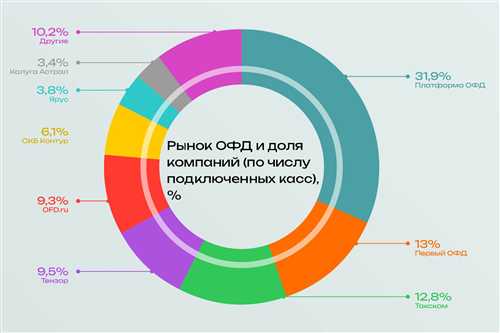 10,2%
Другие
3,4%
Калуга Астрал
3,8%
Ярус
6,1%
СКБ Контур
9,3%
OFD.ru
9,5%
Тензор
Рынок ОФД и доля
компаний (по числу
подключенных касс),
%
31,9%
Платформа ОФД
13%
Первый ОФД
12,8%
Такском